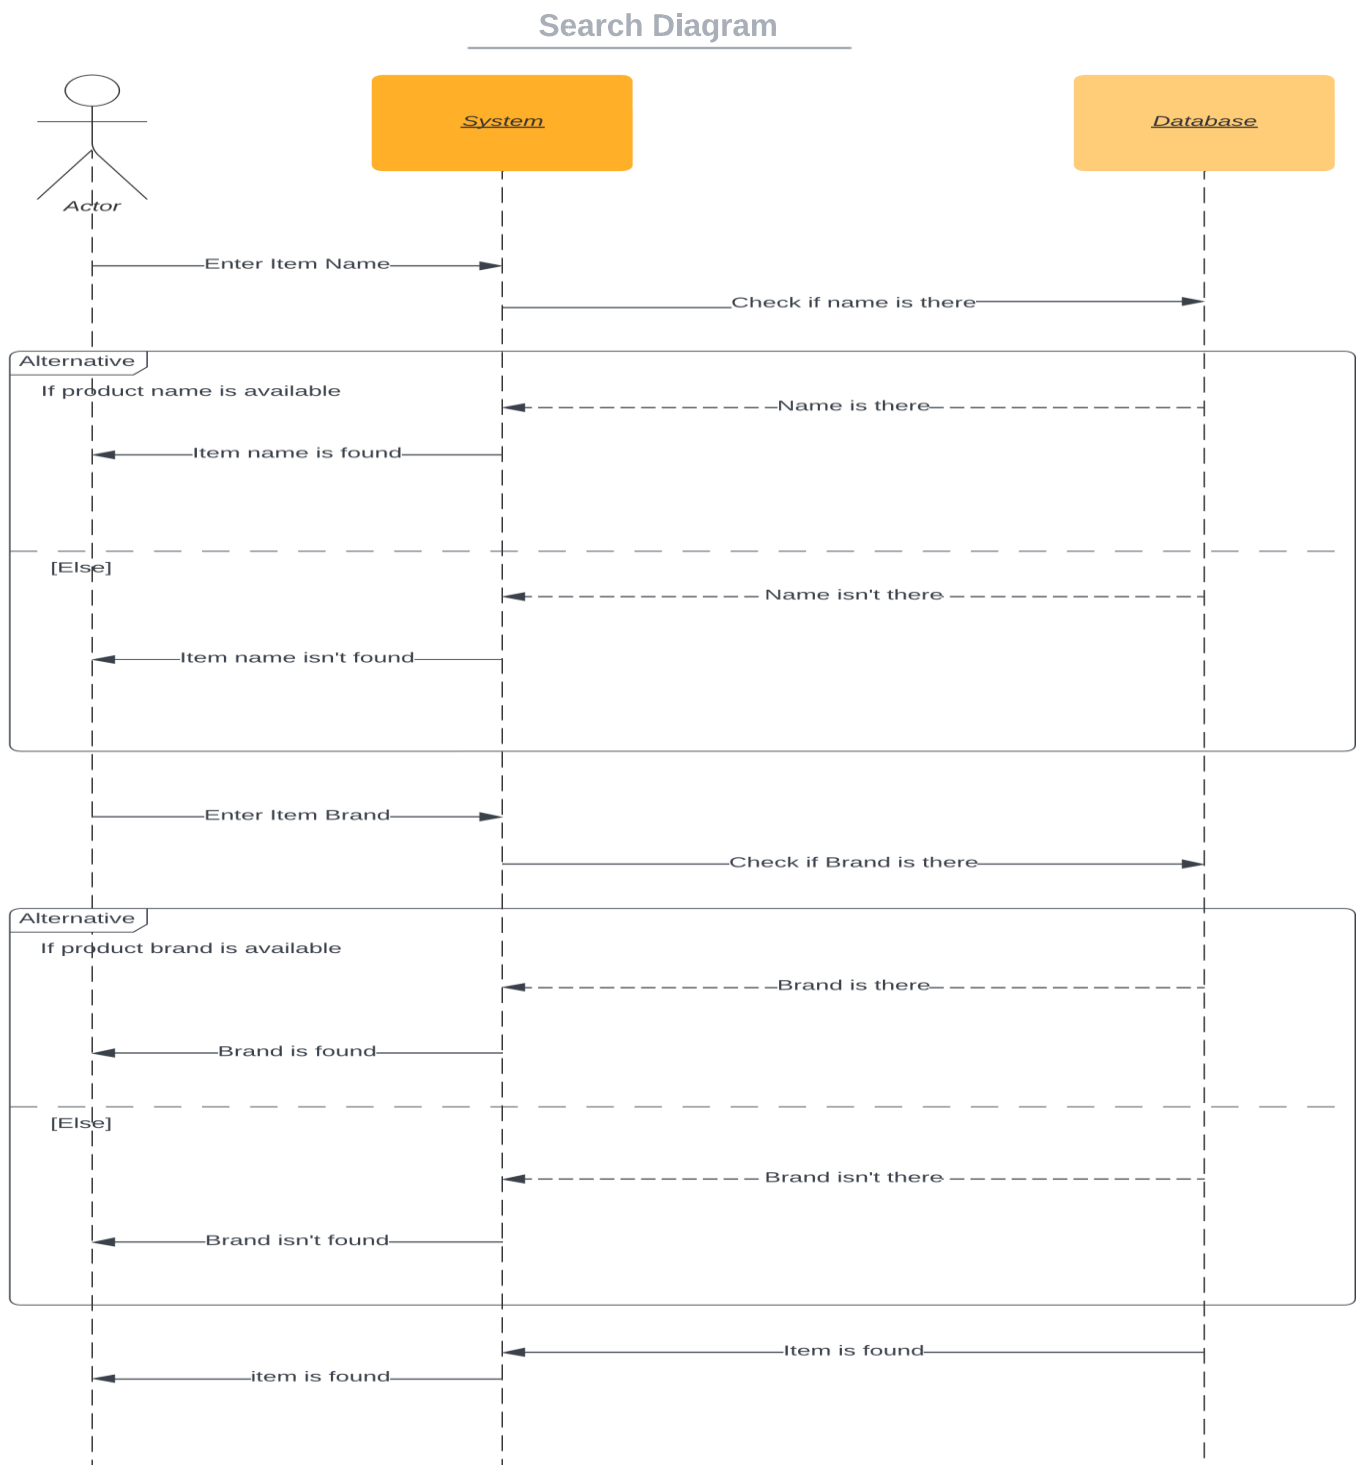 Search Diagram
System
Database
Actor
Enter Item Name
Check if name is there
Alternative
If product name is available
Name is there
Item name is found
[Else]
Name isn't there
Item name isn't found
Enter Item Brand
Check if Brand is there
Alternative
If product brand is available
Brand is there
Brand is found
[Else]
Brand isn't there
Brand isn't found
Item is found
item is found